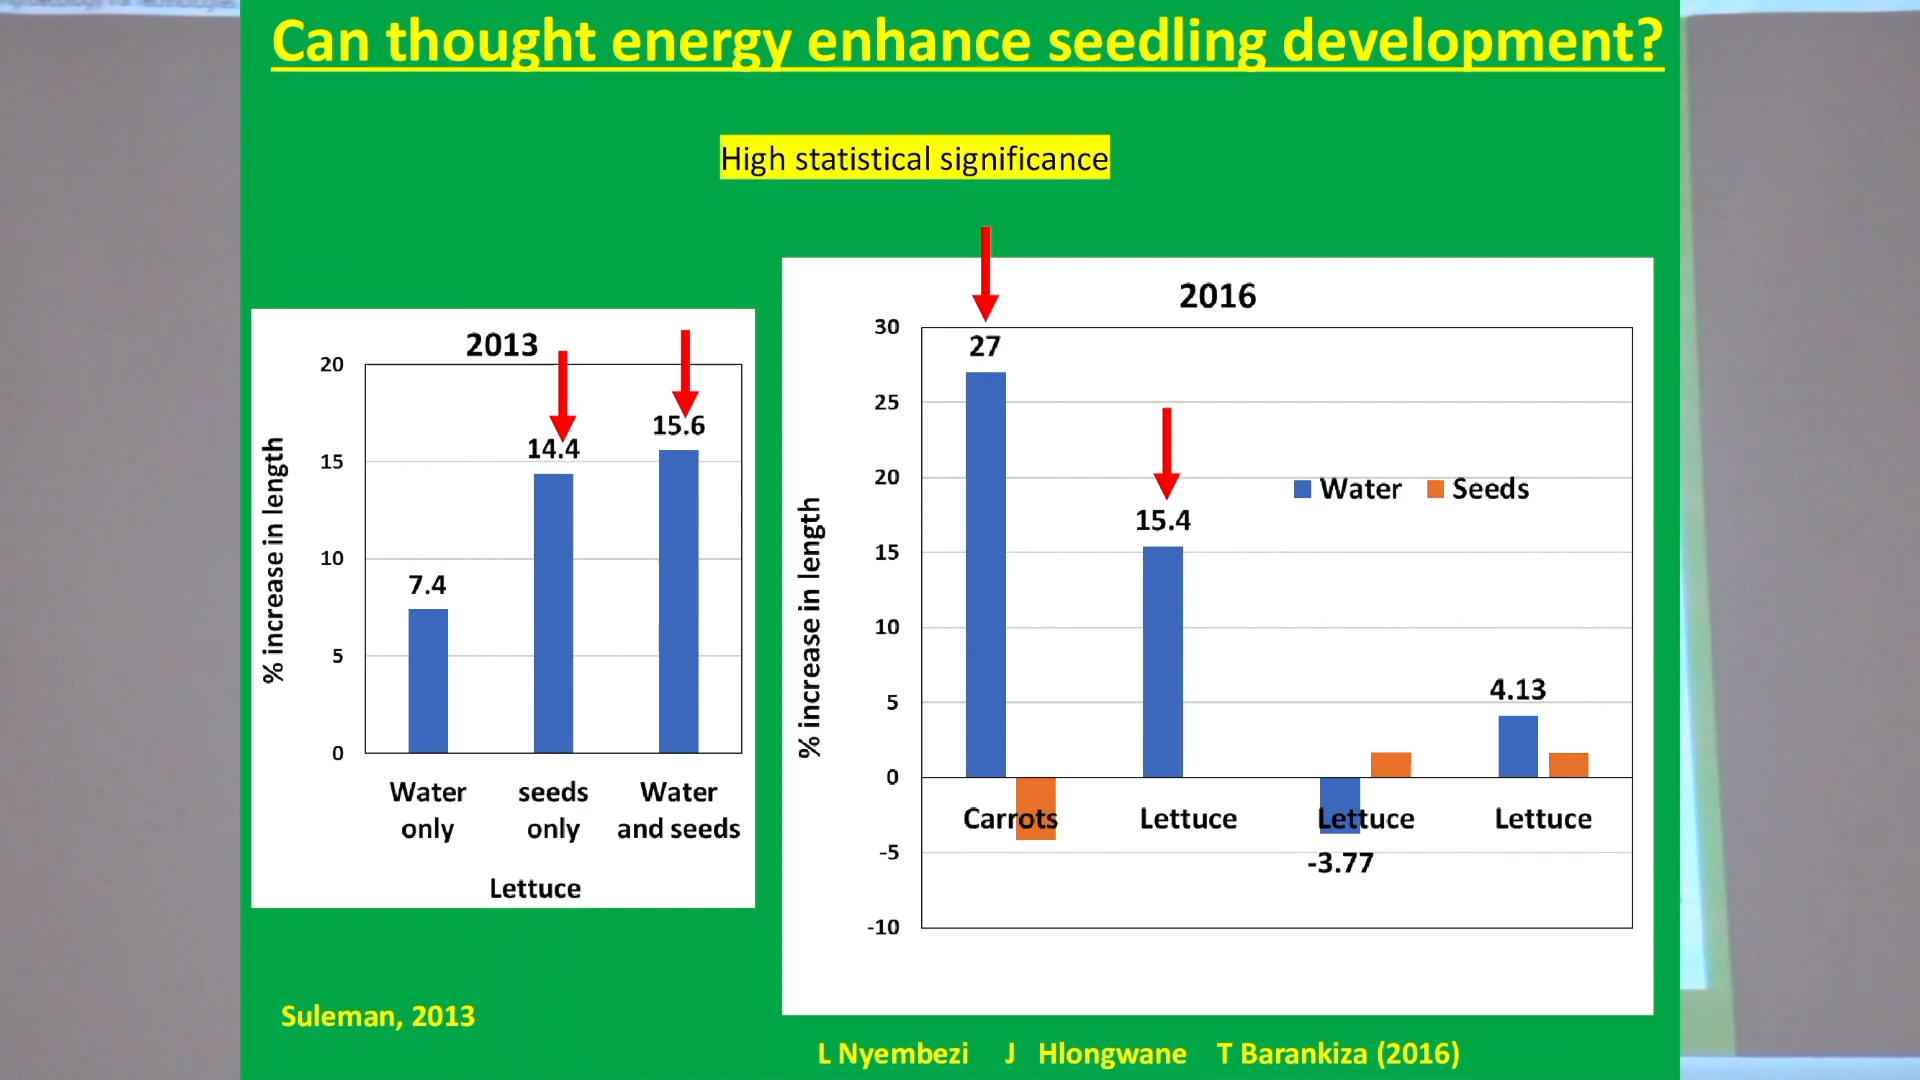 Can thought energy enhance seedling development?
High statistical significance
2013
20
15
10
5
0
% increase in length
7.4
14.4
15.6
Water only
seeds only
Water and seeds
Lettuce
Suleman, 2013
2016
30
25
20
15
10
5
0
-5
-10
% increase in length
27
15.4
-3.77
4.13
Water
Seeds
Carrots
Lettuce
Lettuce
Lettuce
L Nyembezi J Hlongwane T Barankiza (2016)